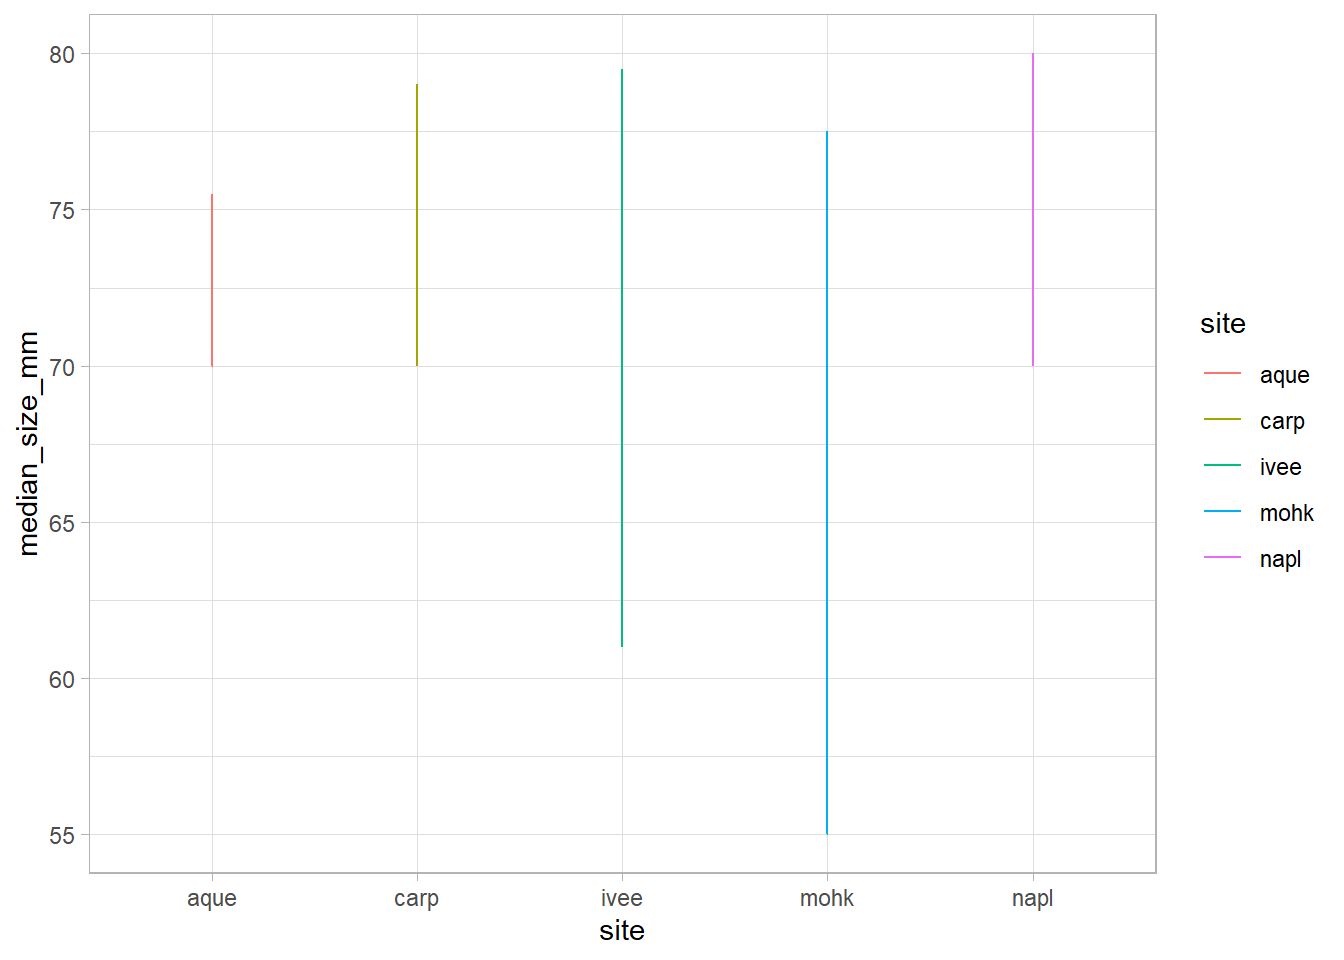 80
75
70
65
60
55
median_size_mm
aque carp ivee mohk napl
site
site
aque
carp
ivee
mohk
napl